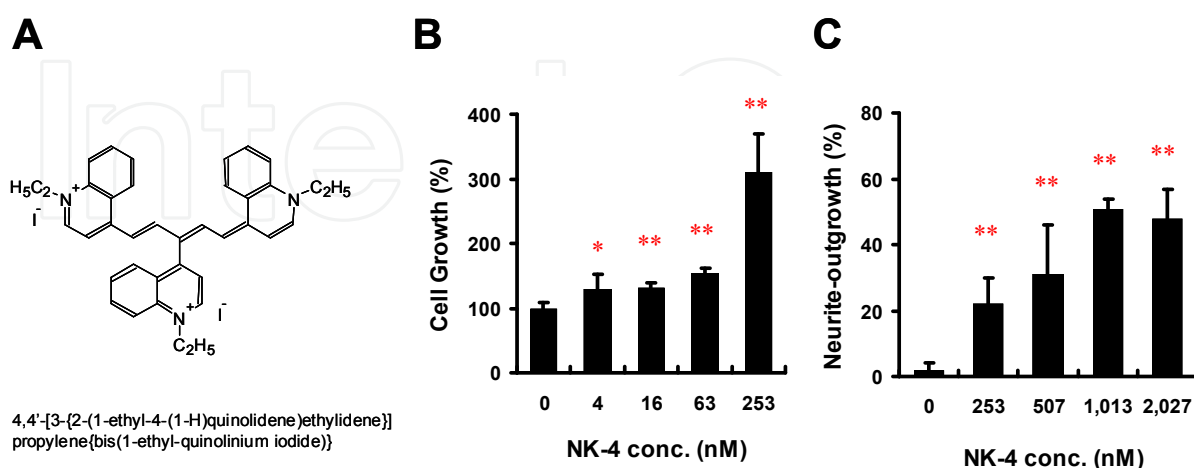 A
Inte
H5C2
N+
I-
N
C2H5
N+
I-
C2H5
4,4'-[3-{2-(1-ethyl-4-(1-H)quinolidene)ethylidene}]
propylene{bis(1-ethyl-quinolinium iodide)}
B
Cell Growth (%)
400
300
200
100
0
*
**
**
**
0 4 16 63 253
NK-4 conc. (nM)
C
Neurite-outgrowth (%)
80
60
40
20
0
**
**
**
**
0 253 507 1,013 2,027
NK-4 conc. (nM)